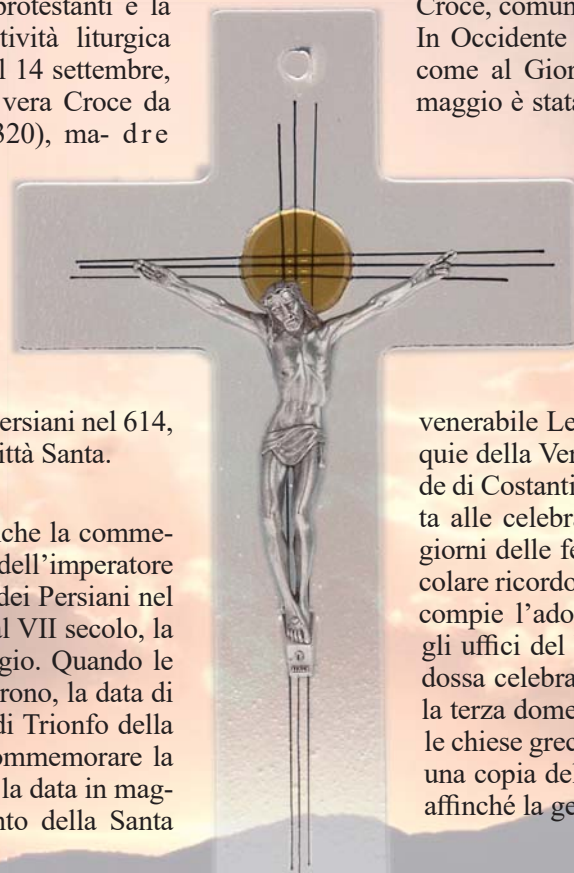 protestanti e la
tività liturgica
l 14 settembre,
vera Croce da
320), ma- dre
ersiani nel 614,
ittà Santa.
che la comme-
dell’imperatore
dei Persiani nel
al VII secolo, la
gio. Quando le
rono, la data di
di Trionfo della
ommemorare la
la data in mag-
nto della Santa
Croce, comun
In Occidente
come al Gior
maggio è stata
venerabile Le
quie della Ver
de di Costanti
ta alle celebra
giorni delle fe
colare ricordo
compie l’ado
gli uffici del
dossa celebra
la terza dome
le chiese grec
una copia del
affinché la ge